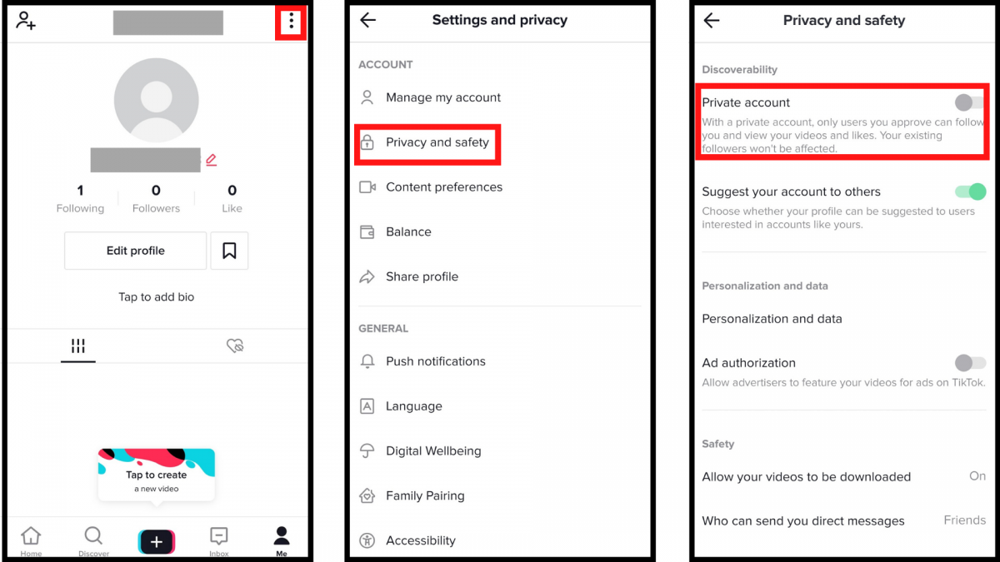 1
0
0
Following
Followers
Like
Edit profile
Tap to add bio
Tap to create
a new video
Home
Discover
Inbox
Me
Settings and privacy
ACCOUNT
Manage my account
Privacy and safety
Content preferences
Balance
Share profile
GENERAL
Push notifications
A
Language
Digital Wellbeing
Family Pairing
Accessibility
Privacy and safety
Discoverability
Private account
With a private account, only users you approve can follow
you and view your videos and likes. Your existing
followers won't be affected.
Suggest your account to others
Choose whether your profile can be suggested to users
interested in accounts like yours.
Personalization and data
Personalization and data
Ad authorization
Allow advertisers to feature your videos for ads on TikTok.
Safety
Allow your videos to be downloaded On
Who can send you direct messages Friends